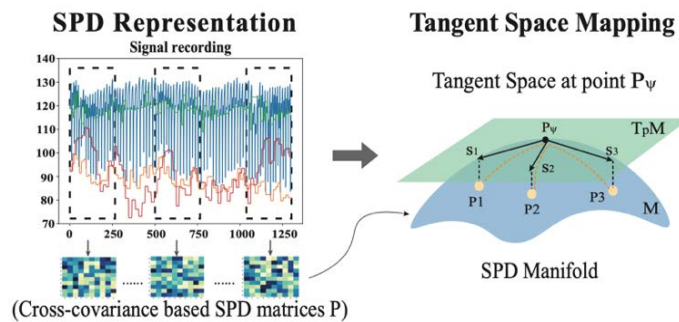 SPD Representation
Signal recording
140
130
120
110
100
90
80
70
0 250 500 750 1000 1250
...... ......
(Cross-covariance based SPD matrices P)
Tangent Space Mapping
Tangent Space at point Pψ
Pψ TpM
S1 S3
S2
P1 P2 P3 M
SPD Manifold